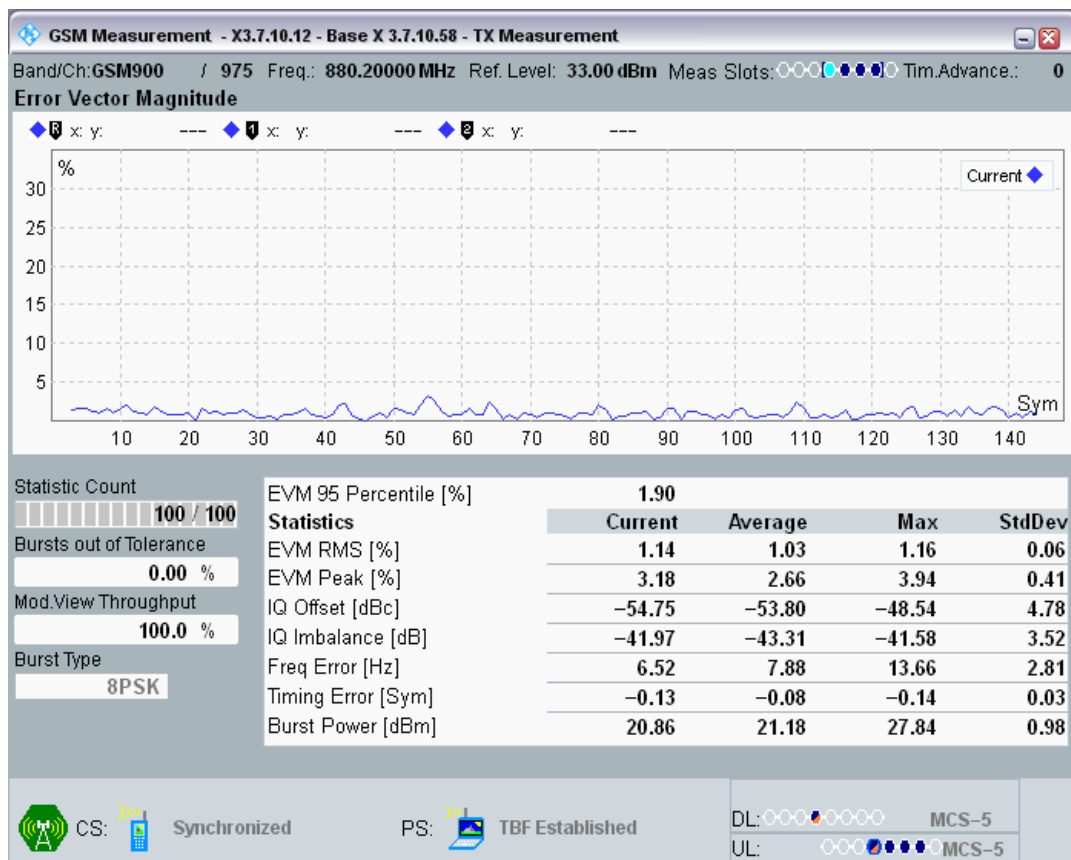 GSM Measurement - X3.7.10.12 - Base X 3.7.10.58 - TX Measurement
Band/Ch:GSM900 / 975 Freq.: 880.20000 MHz Ref. Level: 33.00 dBm Meas Slots: Tim.Advance.: 0
Error Vector Magnitude
R x: y: --- 1 x: y: --- 2 x: y: ---
%
Current
30
25
20
15
10
5
Sym
10 20 30 40 50 60 70 80 90 100 110 120 130 140
Statistic Count
100 / 100
Bursts out of Tolerance
0.00 %
Mod.View Throughput
100.0 %
Burst Type
8PSK
EVM 95 Percentile [%] 1.90
Statistics Current Average Max StdDev
EVM RMS [%] 1.14 1.03 1.16 0.06
EVM Peak [%] 3.18 2.66 3.94 0.41
IQ Offset [dBc] −54.75 −53.80 −48.54 4.78
IQ Imbalance [dB] −41.97 −43.31 −41.58 3.52
Freq Error [Hz] 6.52 7.88 13.66 2.81
Timing Error [Sym] −0.13 −0.08 −0.14 0.03
Burst Power [dBm] 20.86 21.18 27.84 0.98
CS: Synchronized PS: TBF Established
DL: MCS−5
UL: MCS−5